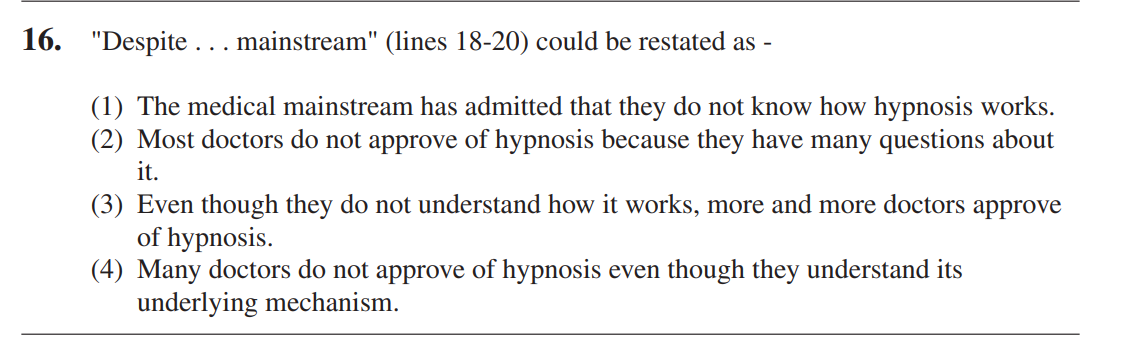 16. "Despite . . . mainstream" (lines 18-20) could be restated as -
(1) The medical mainstream has admitted that they do not know how hypnosis works.
(2) Most doctors do not approve of hypnosis because they have many questions about
it.
(3) Even though they do not understand how it works, more and more doctors approve
of hypnosis.
(4) Many doctors do not approve of hypnosis even though they understand its
underlying mechanism.